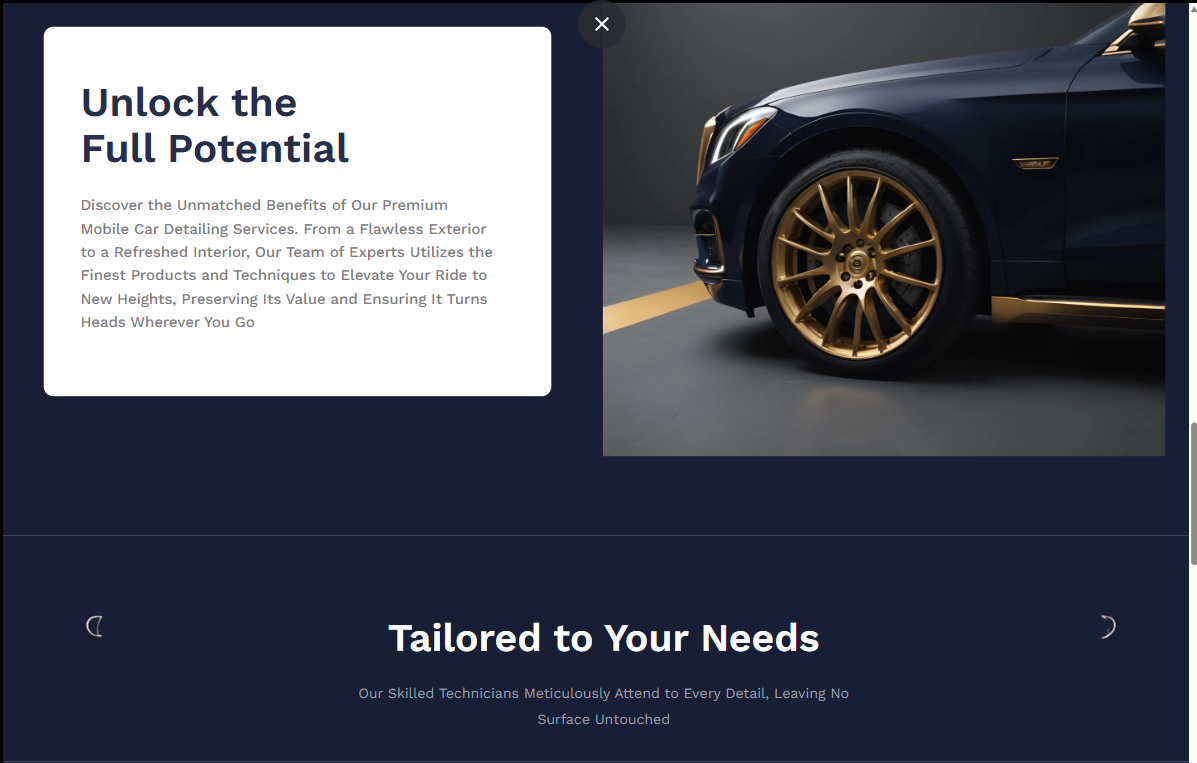 Unlock the
Full Potential
Discover the Unmatched Benefits of Our Premium
Mobile Car Detailing Services. From a Flawless Exterior
to a Refreshed Interior, Our Team of Experts Utilizes the
Finest Products and Techniques to Elevate Your Ride to
New Heights, Preserving Its Value and Ensuring It Turns
Heads Wherever You Go
Tailored to Your Needs
Our Skilled Technicians Meticulously Attend to Every Detail, Leaving No
Surface Untouched